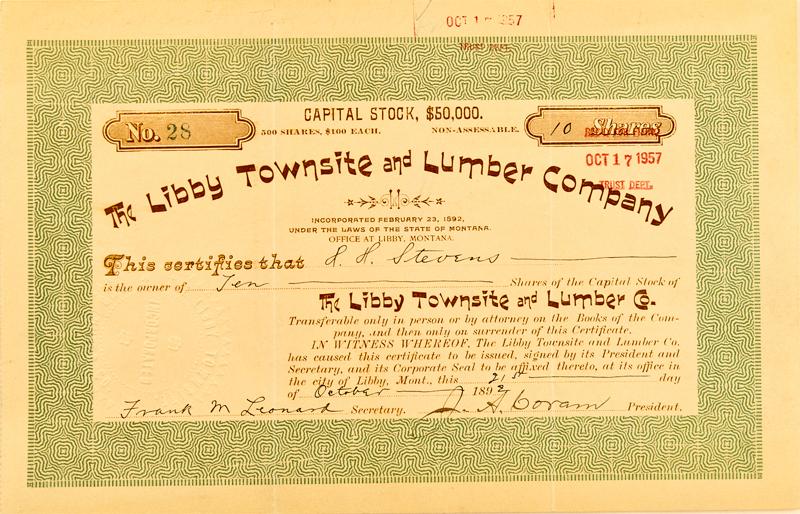 OCT 17 1957
TRUST DEPT.
CAPITAL STOCK, $50,000.
No. 28
500 SHARES, $100 EACH. NON-ASSESSABLE.
10 Shares
OCT 17 1957
TRUST DEPT.
The Libby Townsite and Lumber Company
INCORPORATED FEBRUARY 23, 1892,
UNDER THE LAWS OF THE STATE OF MONTANA.
OFFICE AT LIBBY, MONTANA.
This certifies that H. H. Stevens
is the owner of Ten Shares of the Capital Stock of
The Libby Townsite and Lumber Co.
Transferable only in person or by attorney on the Books of the Com-
pany, and then only on surrender of this Certificate.
IN WITNESS WHEREOF, The Libby Townsite and Lumber Co.
has caused this certificate to be issued, signed by its President and
Secretary, and its Corporate Seal to be affixed thereto, at its office in
the city of Libby, Mont., this 21st day
of October 1892
Frank M Leonard Secretary. J. A. Coram President.